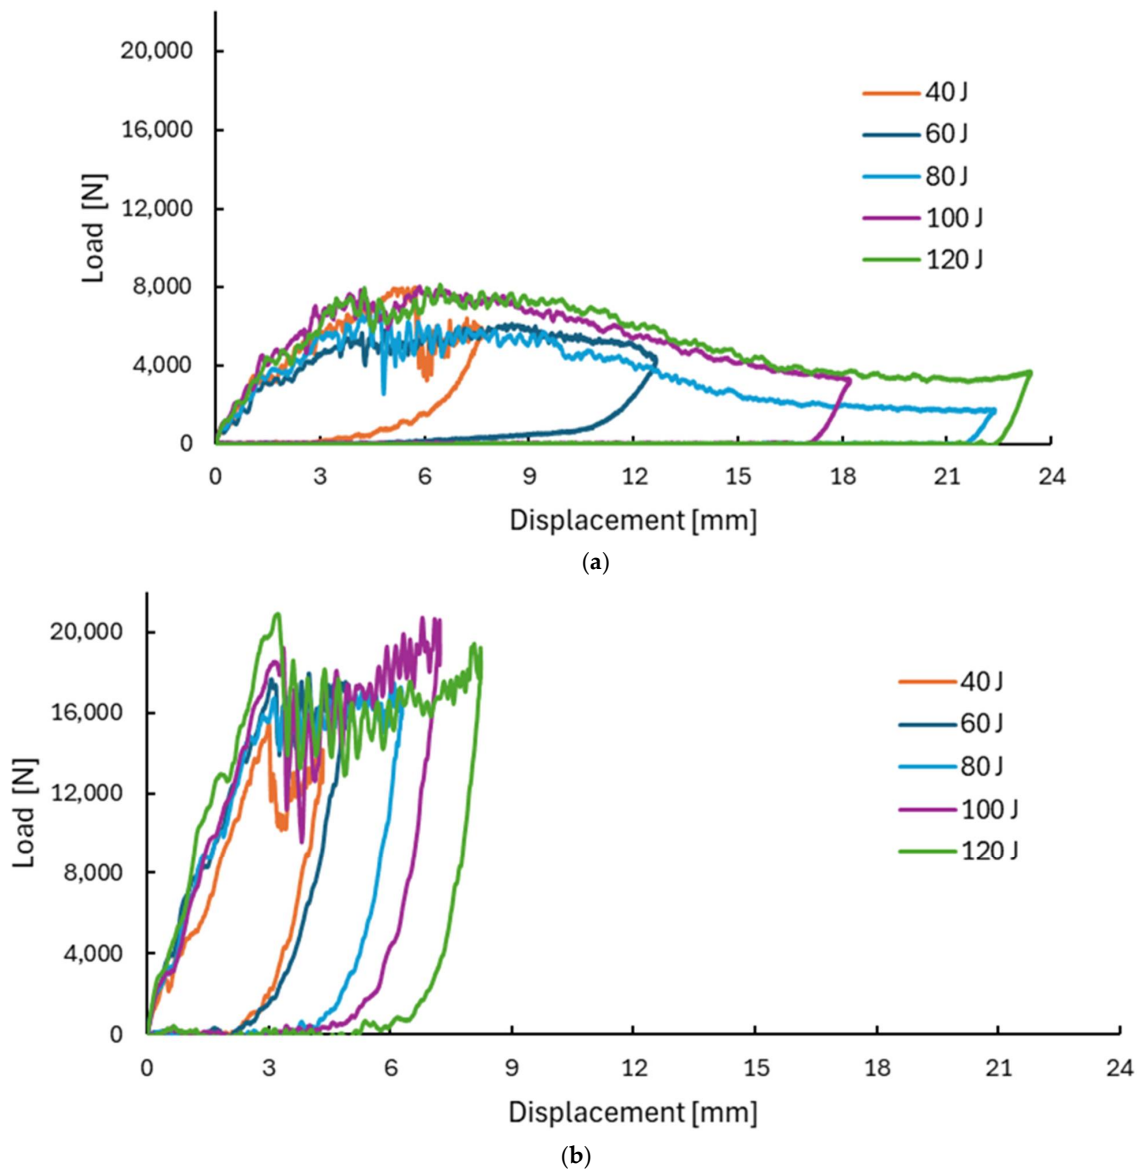 20,000
16,000
12,000
8,000
4,000
0
Load [N]
40 J
60 J
80 J
100 J
120 J
0 3 6 9 12 15 18 21 24
Displacement [mm]
(a)
20,000
16,000
12,000
8,000
4,000
0
Load [N]
40 J
60 J
80 J
100 J
120 J
0 3 6 9 12 15 18 21 24
Displacement [mm]
(b)